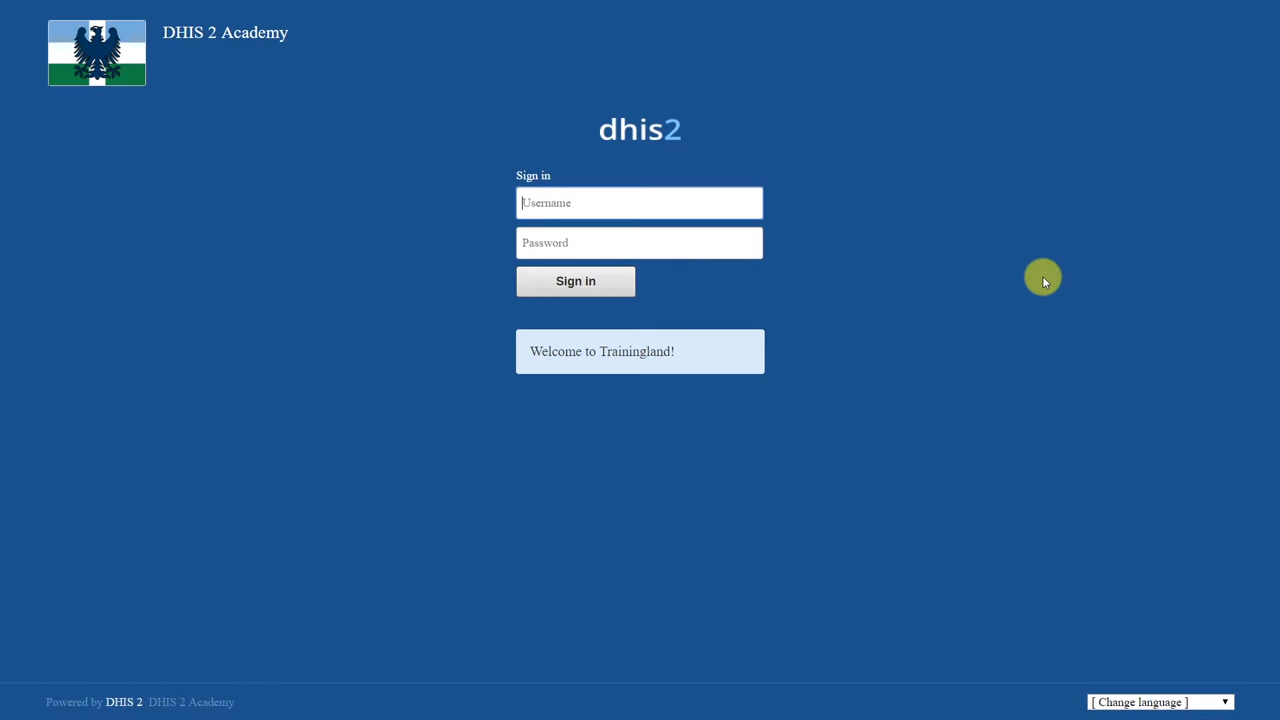 DHIS 2 Academy
dhis2
Sign in
Username
Password
Sign in
Welcome to Trainingland!
Powered by DHIS 2 DHIS 2 Academy
[ Change language ]